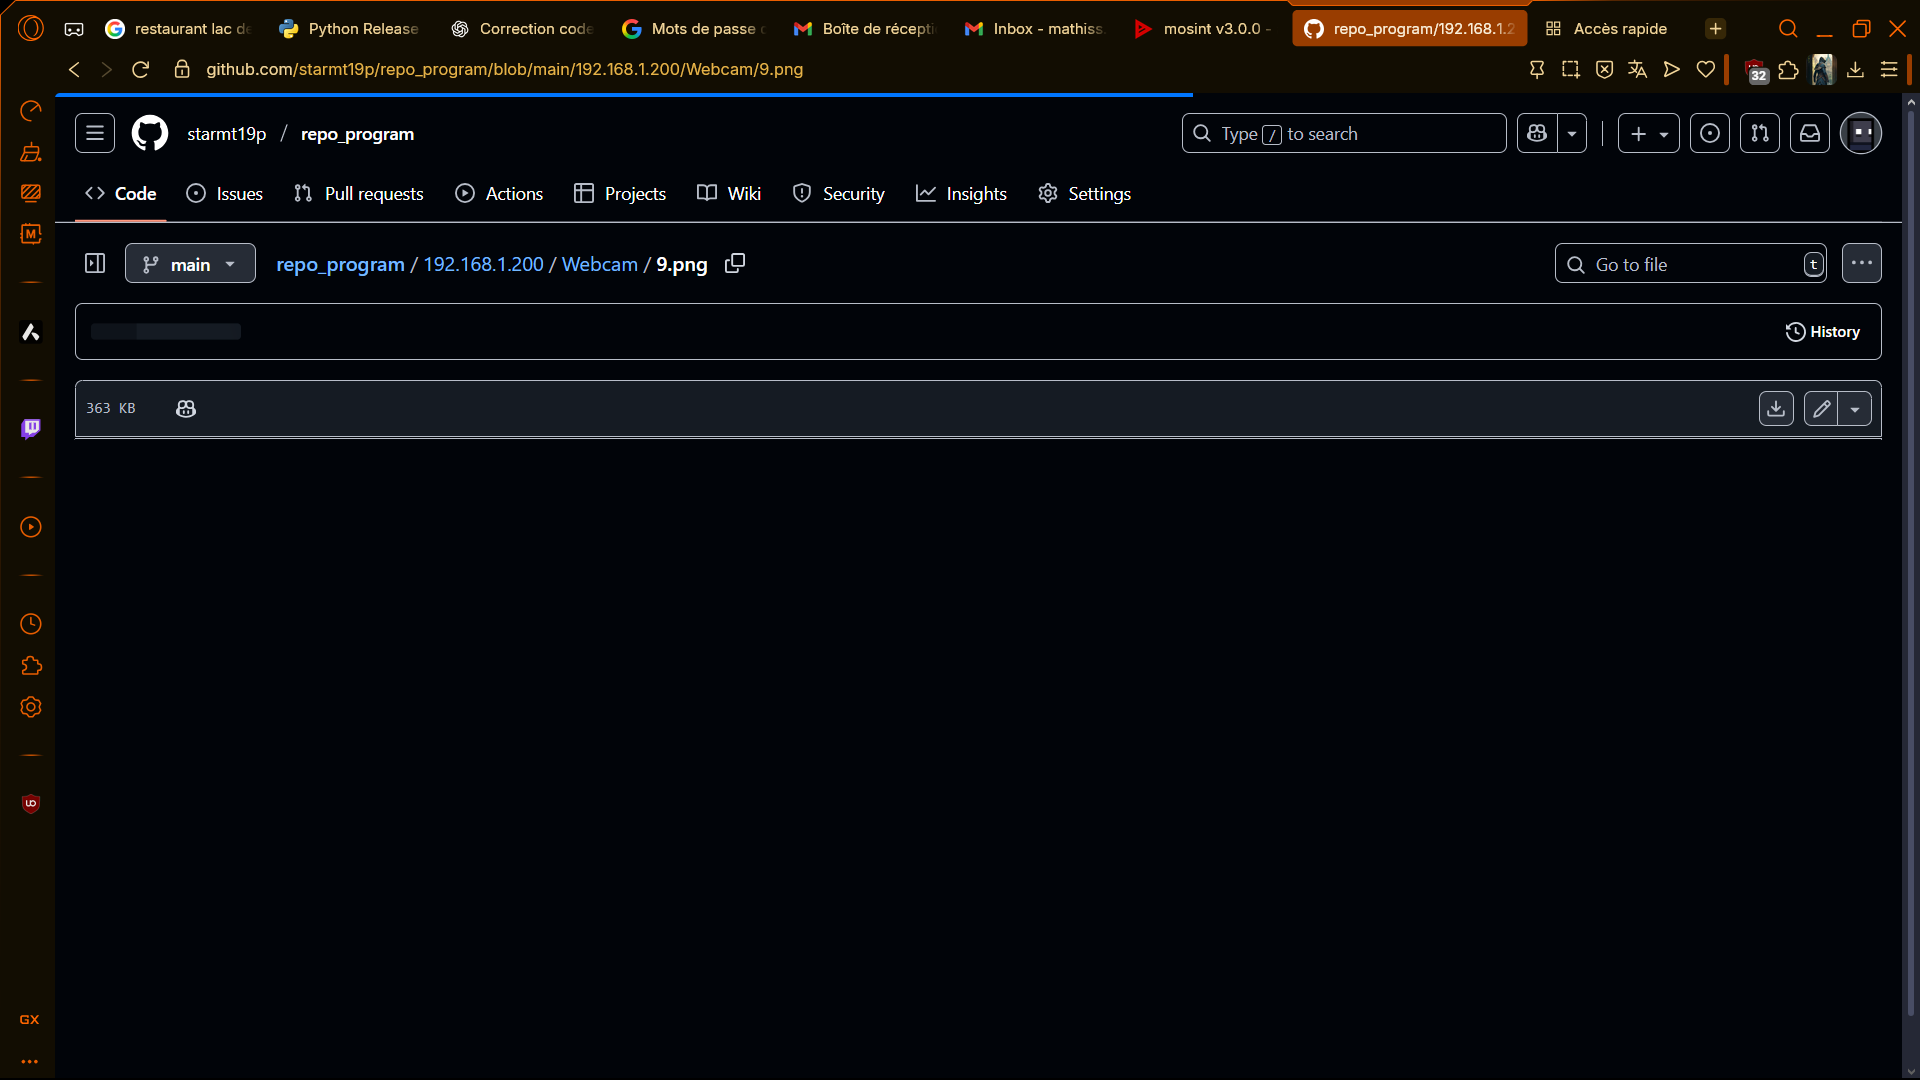 restaurant lac de
Python Release
Correction code
Mots de passe
Boîte de récepti
Inbox - mathiss.
mosint v3.0.0 -
repo_program/192.168.1.2
Accès rapide
github.com/starmt19p/repo_program/blob/main/192.168.1.200/Webcam/9.png
32
starmt19p / repo_program
Type / to search
Code
Issues
Pull requests
Actions
Projects
Wiki
Security
Insights
Settings
main
repo_program / 192.168.1.200 / Webcam / 9.png
Go to file
t
History
363 KB
GX